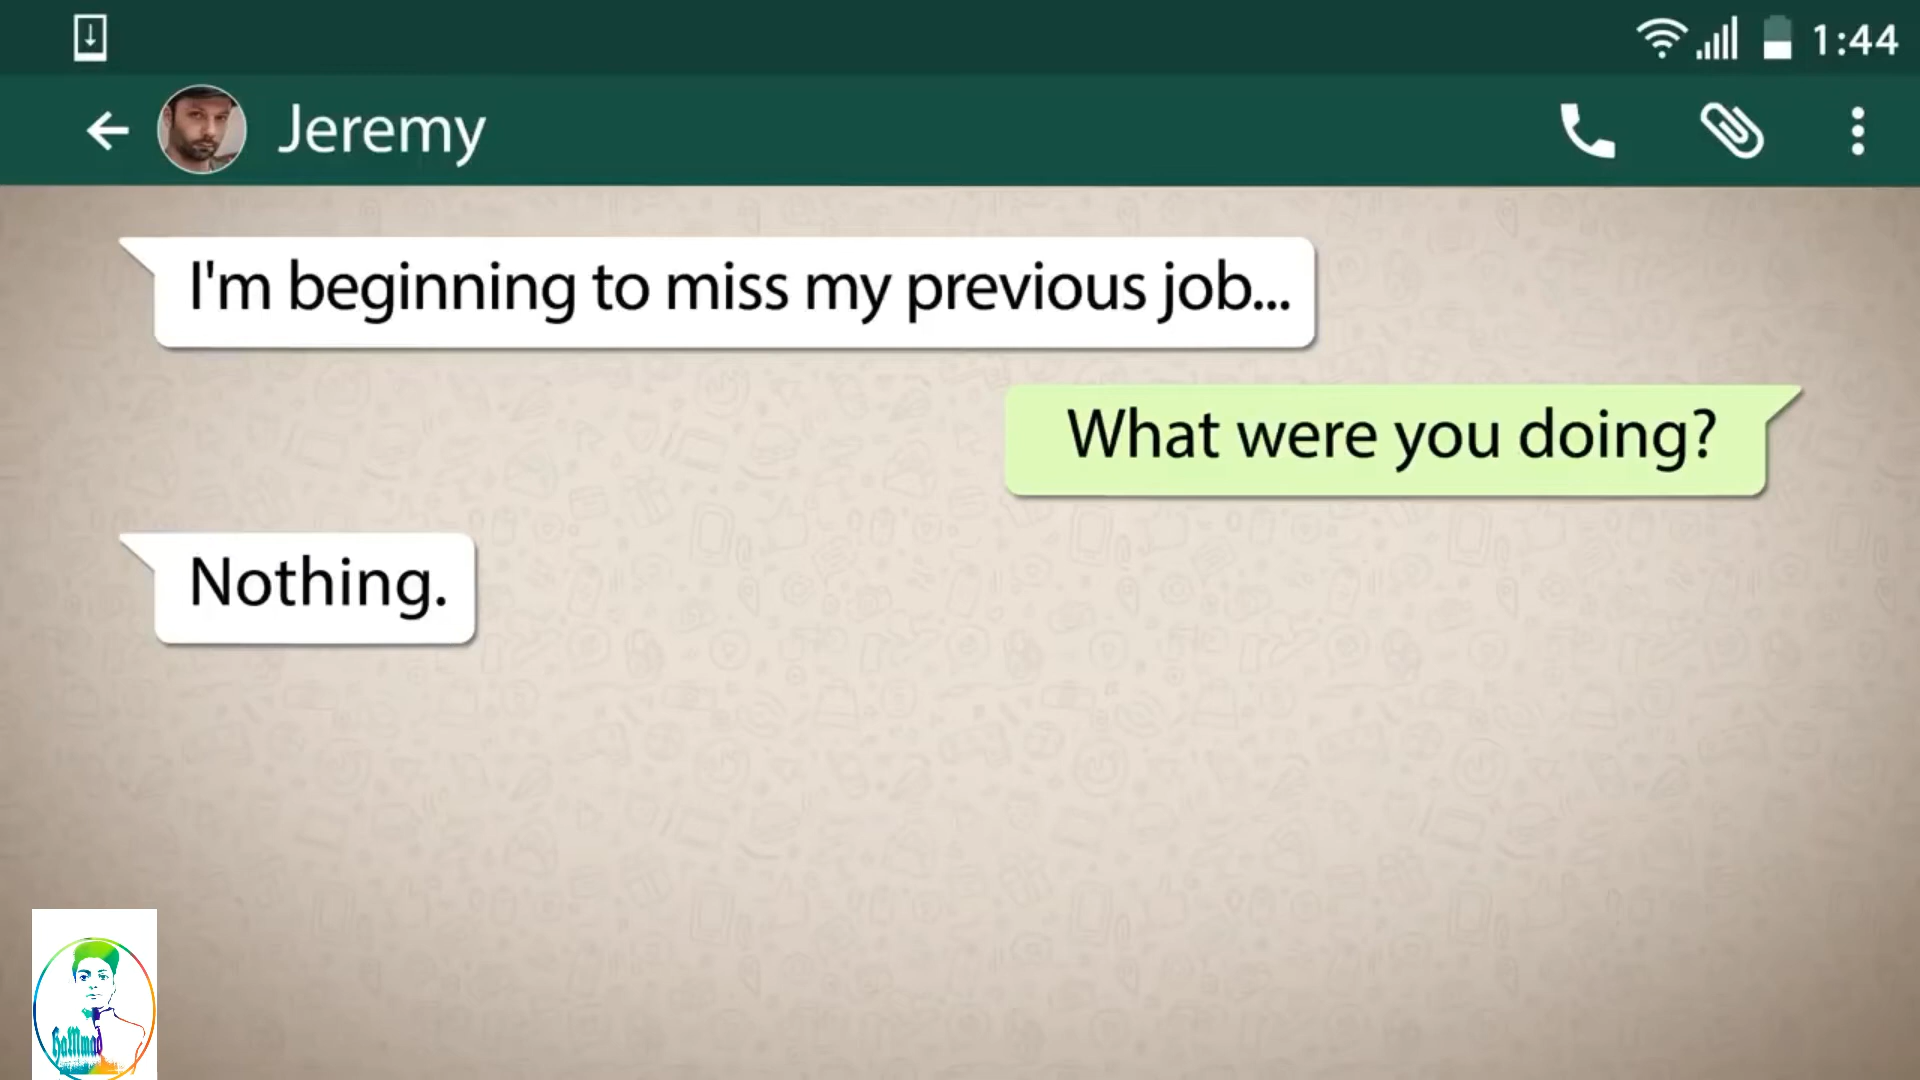 1:44
Jeremy
I'm beginning to miss my previous job...
What were you doing?
Nothing.